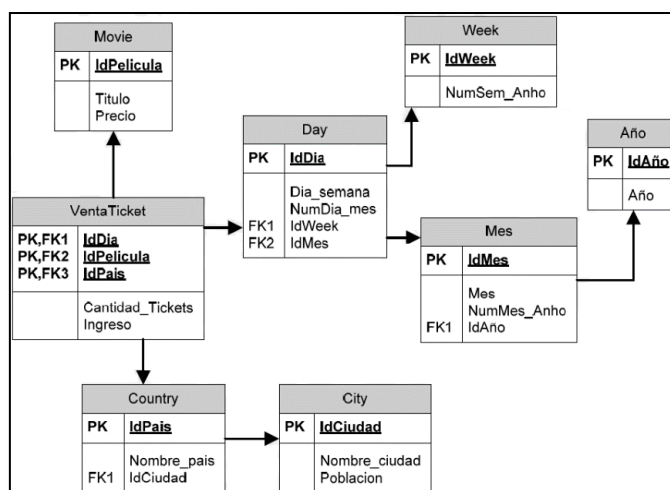 Movie
PK IdPelicula
Titulo
Precio
Week
PK IdWeek
NumSem_Anho
Day
PK IdDia
Dia_semana
NumDia_mes
FK1 IdWeek
FK2 IdMes
Año
PK IdAño
Año
VentaTicket
PK,FK1 IdDia
PK,FK2 IdPelicula
PK,FK3 IdPais
Cantidad_Tickets
Ingreso
Mes
PK IdMes
Mes
NumMes_Anho
FK1 IdAño
Country
PK IdPais
Nombre_pais
FK1 IdCiudad
City
PK IdCiudad
Nombre_ciudad
Poblacion